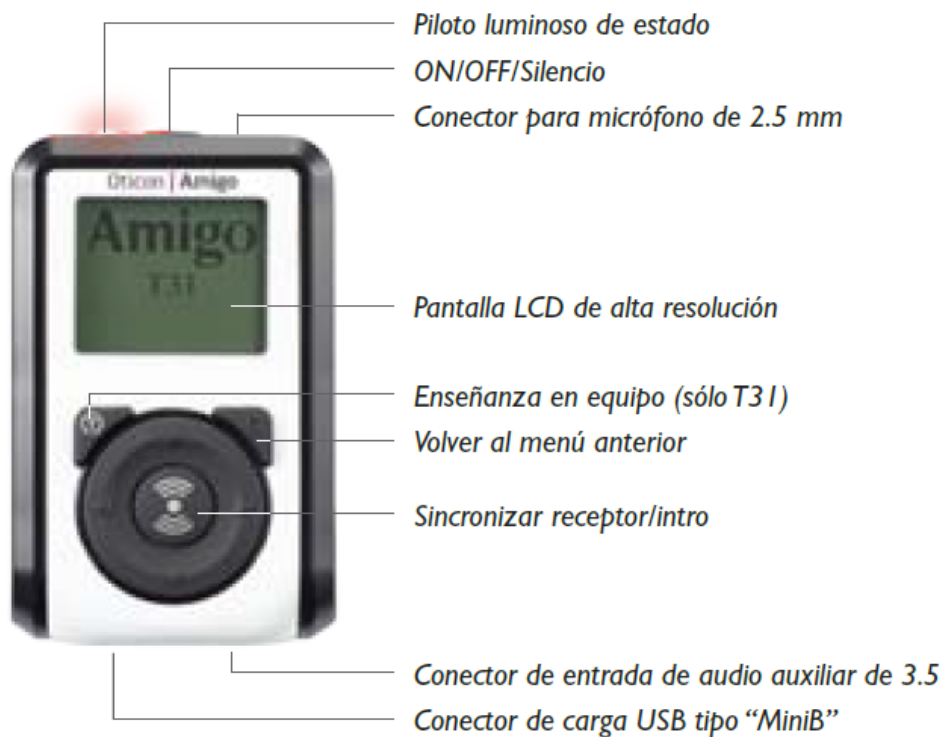 Piloto luminoso de estado
ON/OFF/Silencio
Conector para micrófono de 2.5 mm
Oticon | Amigo
Amigo
T31
Pantalla LCD de alta resolución
Enseñanza en equipo (sólo T31)
Volver al menú anterior
Sincronizar receptor/intro
Conector de entrada de audio auxiliar de 3.5
Conector de carga USB tipo “MiniB”